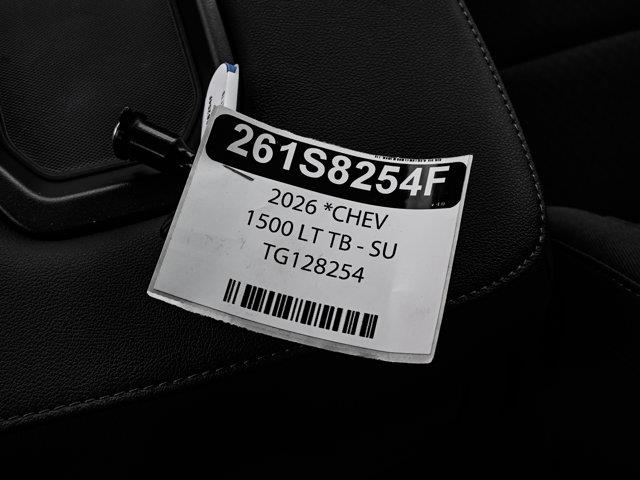 261S8254F
2026 *CHEV
1500 LT TB - SU
TG128254